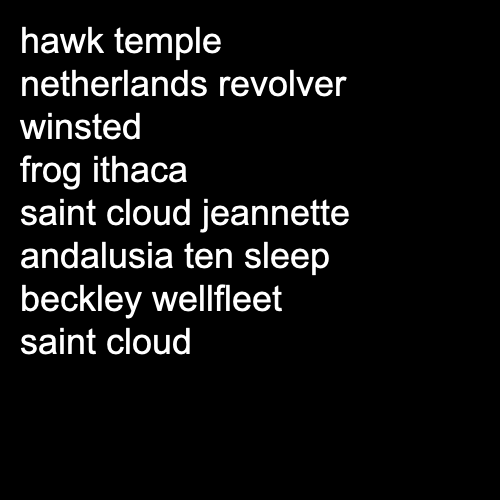 hawk temple
netherlands revolver
winsted
frog ithaca
saint cloud jeannette
andalusia ten sleep
beckley wellfleet
saint cloud